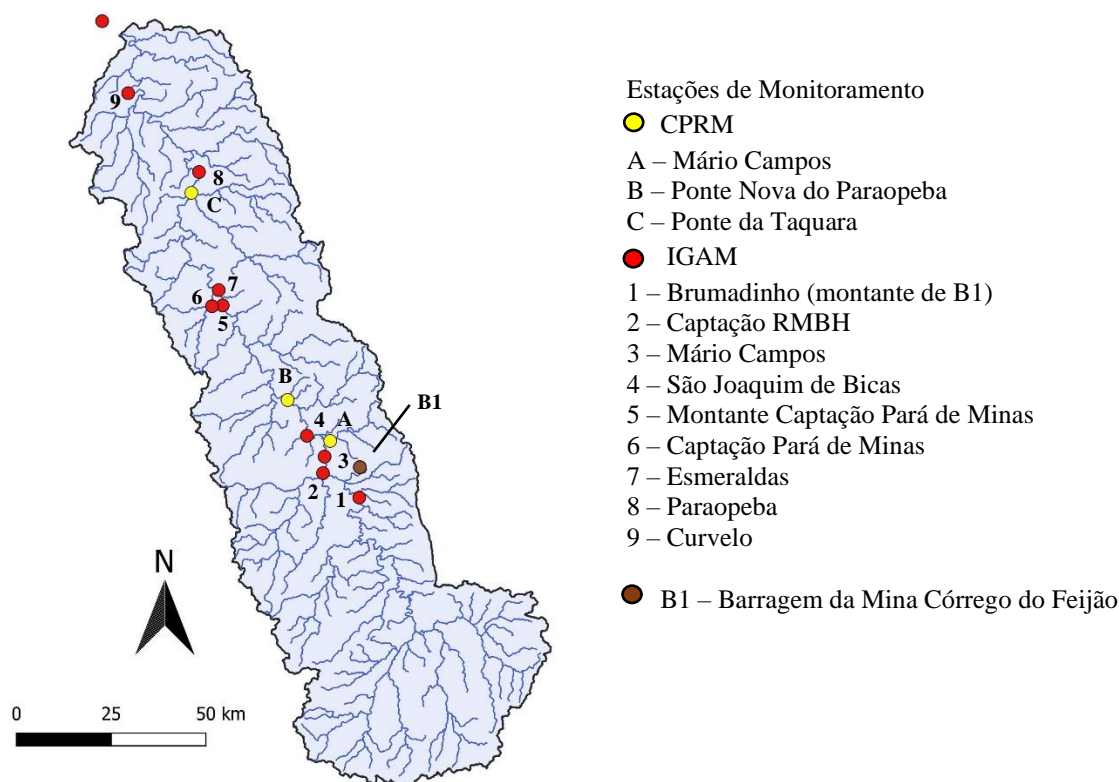 Estações de Monitoramento
CPRM
A – Mário Campos
B – Ponte Nova do Paraopeba
C – Ponte da Taquara
IGAM
1 – Brumadinho (montante de B1)
2 – Captação RMBH
3 – Mário Campos
4 – São Joaquim de Bicas
5 – Montante Captação Pará de Minas
6 – Captação Pará de Minas
7 – Esmeraldas
8 – Paraopeba
9 – Curvelo
B1 – Barragem da Mina Córrego do Feijão
9
8
C
7
6
5
B
B1
4
A
3
2
1
N
0 25 50 km